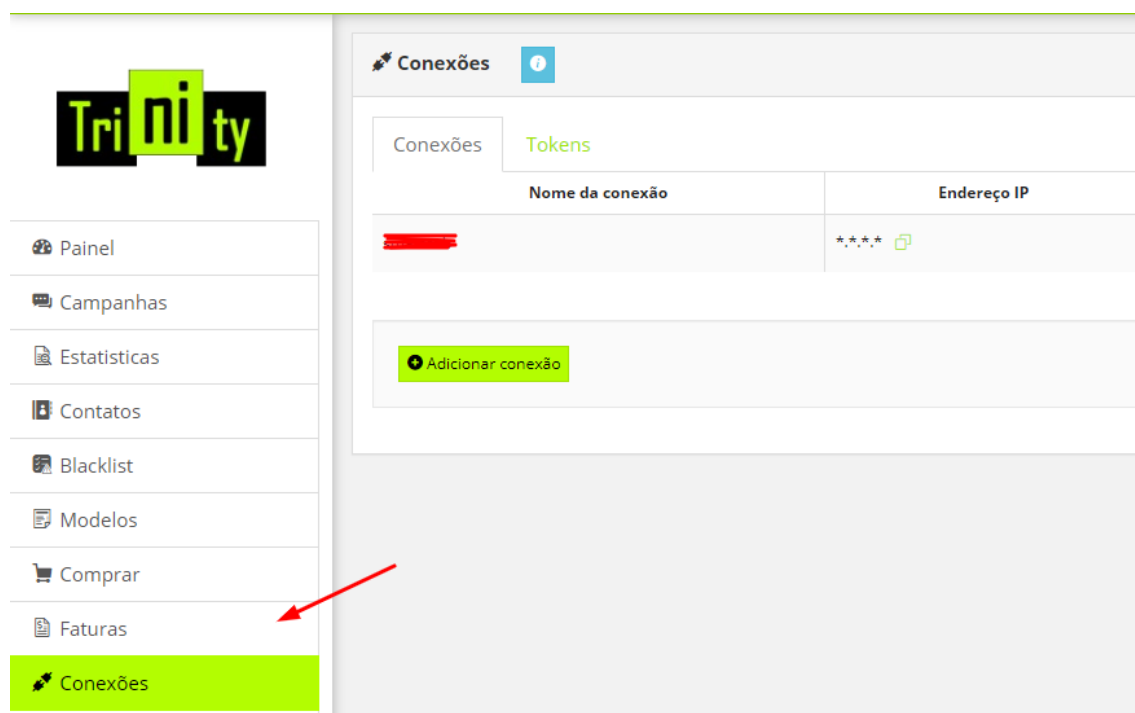 Trinity
Conexões
Conexões Tokens
Nome da conexão Endereço IP
*.*.*.*
Adicionar conexão
Painel
Campanhas
Estatisticas
Contatos
Blacklist
Modelos
Comprar
Faturas
Conexões